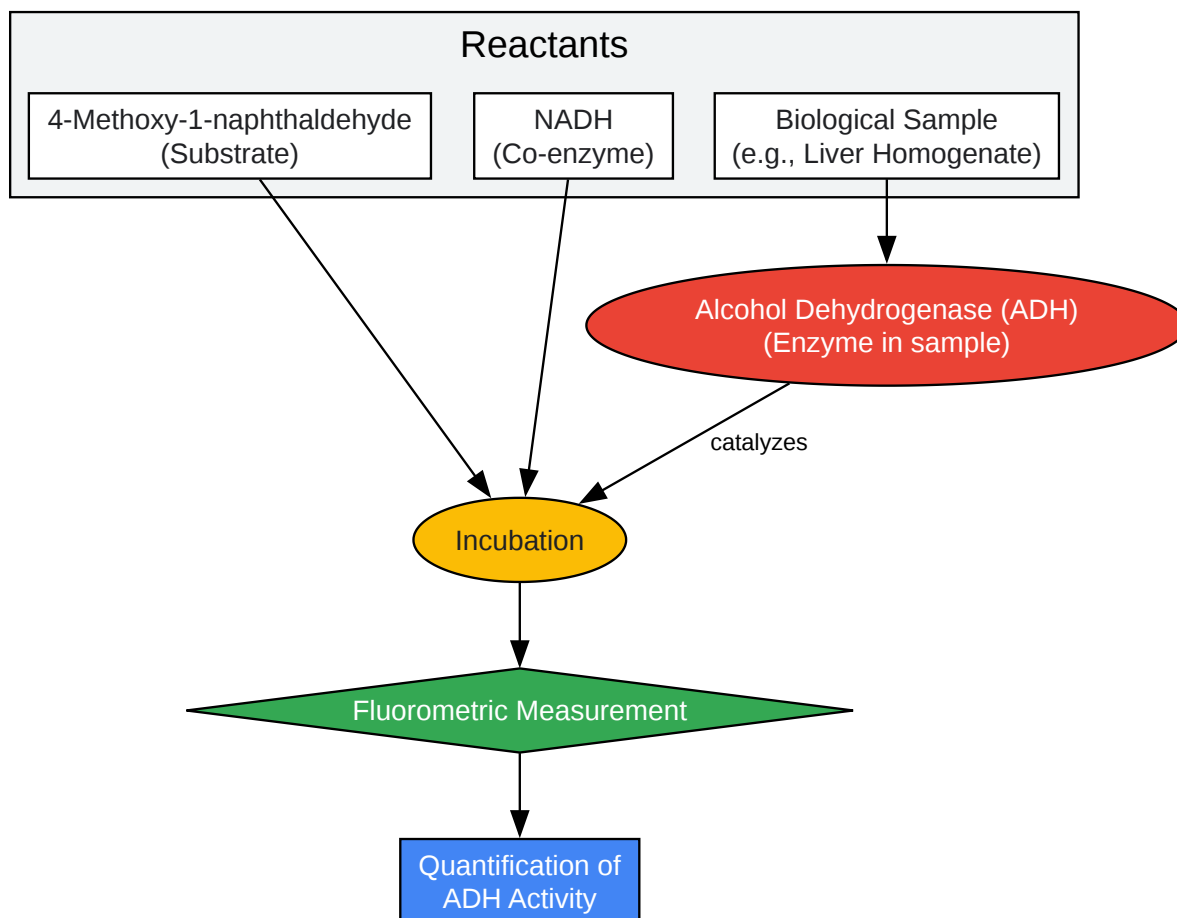 Reactants
4-Methoxy-1-naphthaldehyde
(Substrate)
NADH
(Co-enzyme)
Biological Sample
(e.g., Liver Homogenate)
Alcohol Dehydrogenase (ADH)
(Enzyme in sample)
catalyzes
Incubation
Fluorometric Measurement
Quantification of
ADH Activity